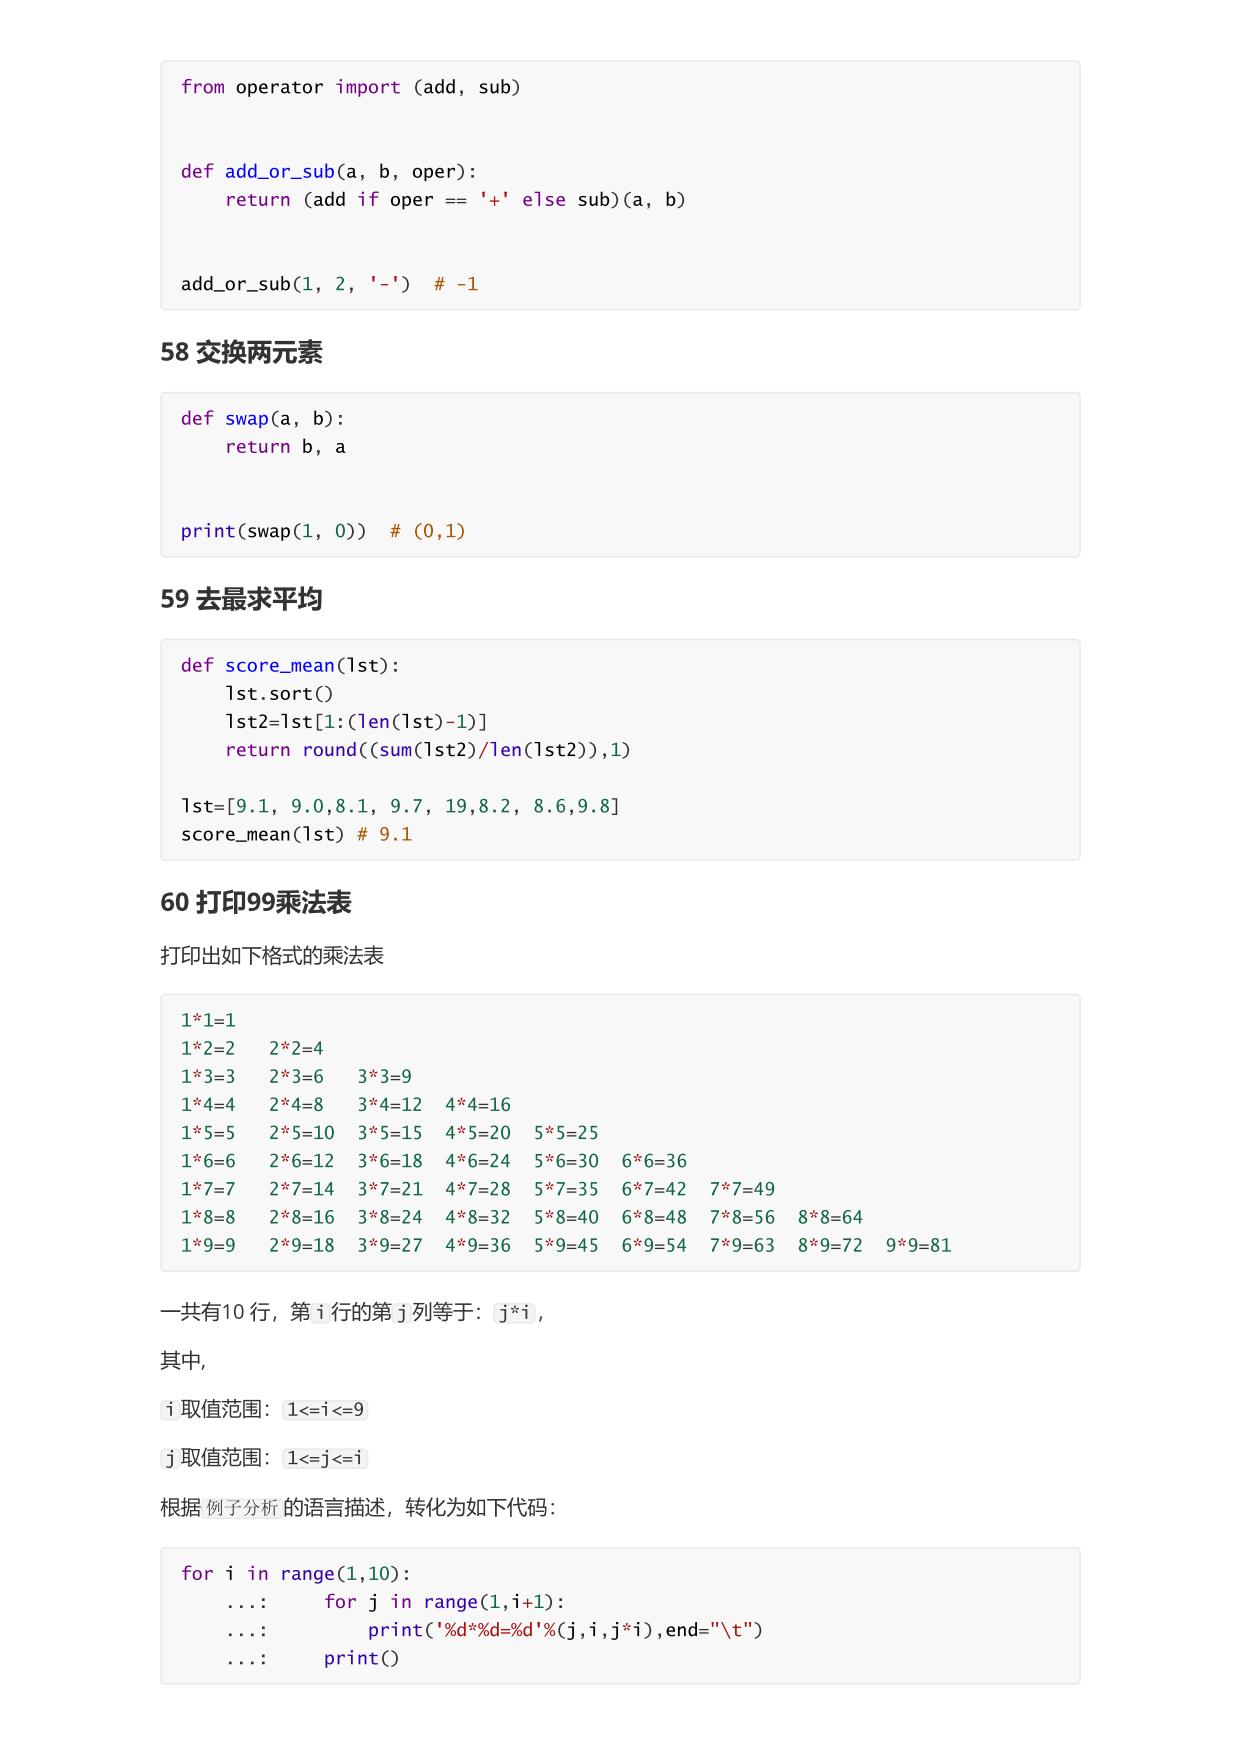 from operator import (add, sub)
def add_or_sub(a, b, oper):
    return (add if oper == '+' else sub)(a, b)
add_or_sub(1, 2, '-')  # -1
58 交换两元素
def swap(a, b):
    return b, a
print(swap(1, 0))  # (0,1)
59 去最求平均
def score_mean(lst):
    lst.sort()
    lst2=lst[1:(len(lst)-1)]
    return round((sum(lst2)/len(lst2)),1)
lst=[9.1, 9.0,8.1, 9.7, 19,8.2, 8.6,9.8]
score_mean(lst) # 9.1
60 打印99乘法表
打印出如下格式的乘法表
1*1=1
1*2=2   2*2=4
1*3=3   2*3=6   3*3=9
1*4=4   2*4=8   3*4=12  4*4=16
1*5=5   2*5=10  3*5=15  4*5=20  5*5=25
1*6=6   2*6=12  3*6=18  4*6=24  5*6=30  6*6=36
1*7=7   2*7=14  3*7=21  4*7=28  5*7=35  6*7=42  7*7=49
1*8=8   2*8=16  3*8=24  4*8=32  5*8=40  6*8=48  7*8=56  8*8=64
1*9=9   2*9=18  3*9=27  4*9=36  5*9=45  6*9=54  7*9=63  8*9=72  9*9=81
一共有10 行，第i行的第j列等于：j*i，
其中,
i取值范围：1<=i<=9
j取值范围：1<=j<=i
根据例子分析的语言描述，转化为如下代码：
for i in range(1,10):
    ...:     for j in range(1,i+1):
    ...:         print('%d*%d=%d'%(j,i,j*i),end="\t")
    ...:     print()